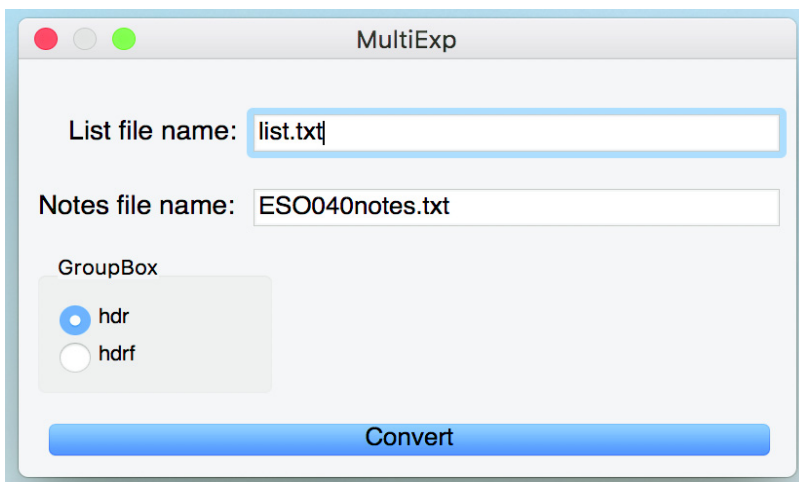 MultiExp
List file name: list.txt
Notes file name: ESO040notes.txt
GroupBox
hdr
hdrf
Convert